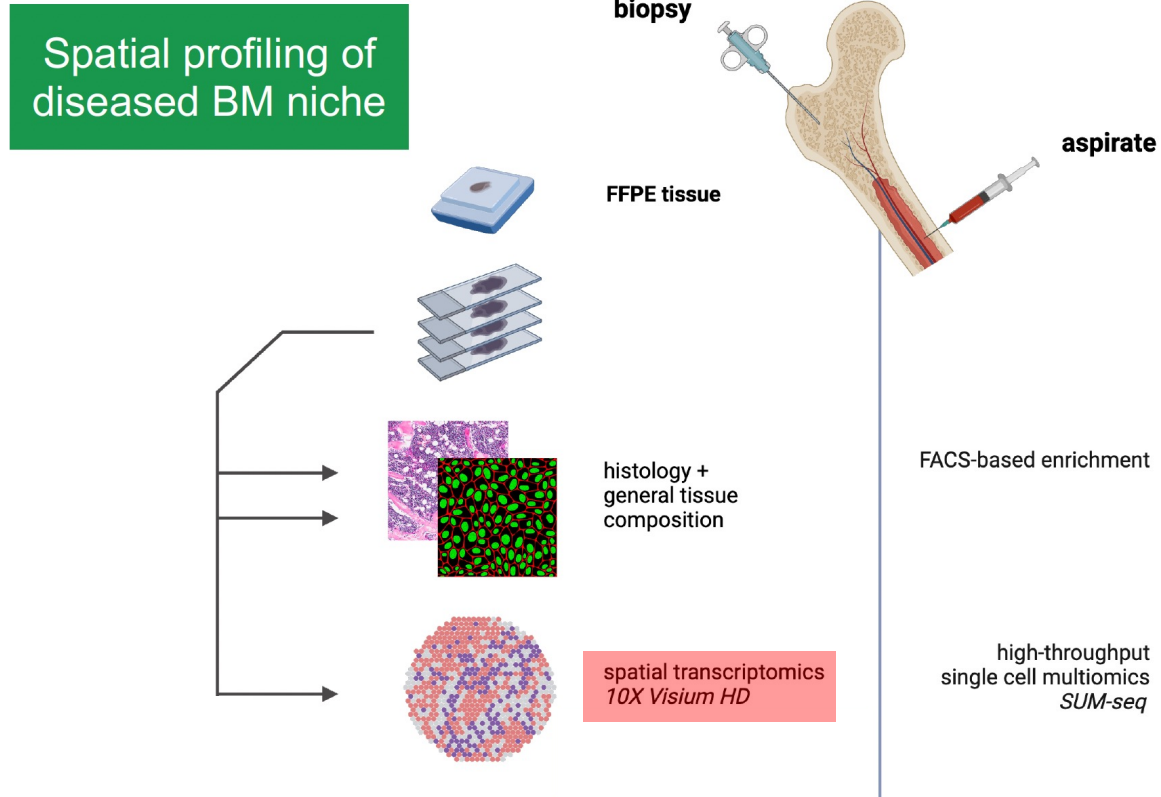 Spatial profiling of
diseased BM niche
biopsy
aspirate
FFPE tissue
histology +
general tissue
composition
FACS-based enrichment
spatial transcriptomics
10X Visium HD
high-throughput
single cell multiomics
SUM-seq